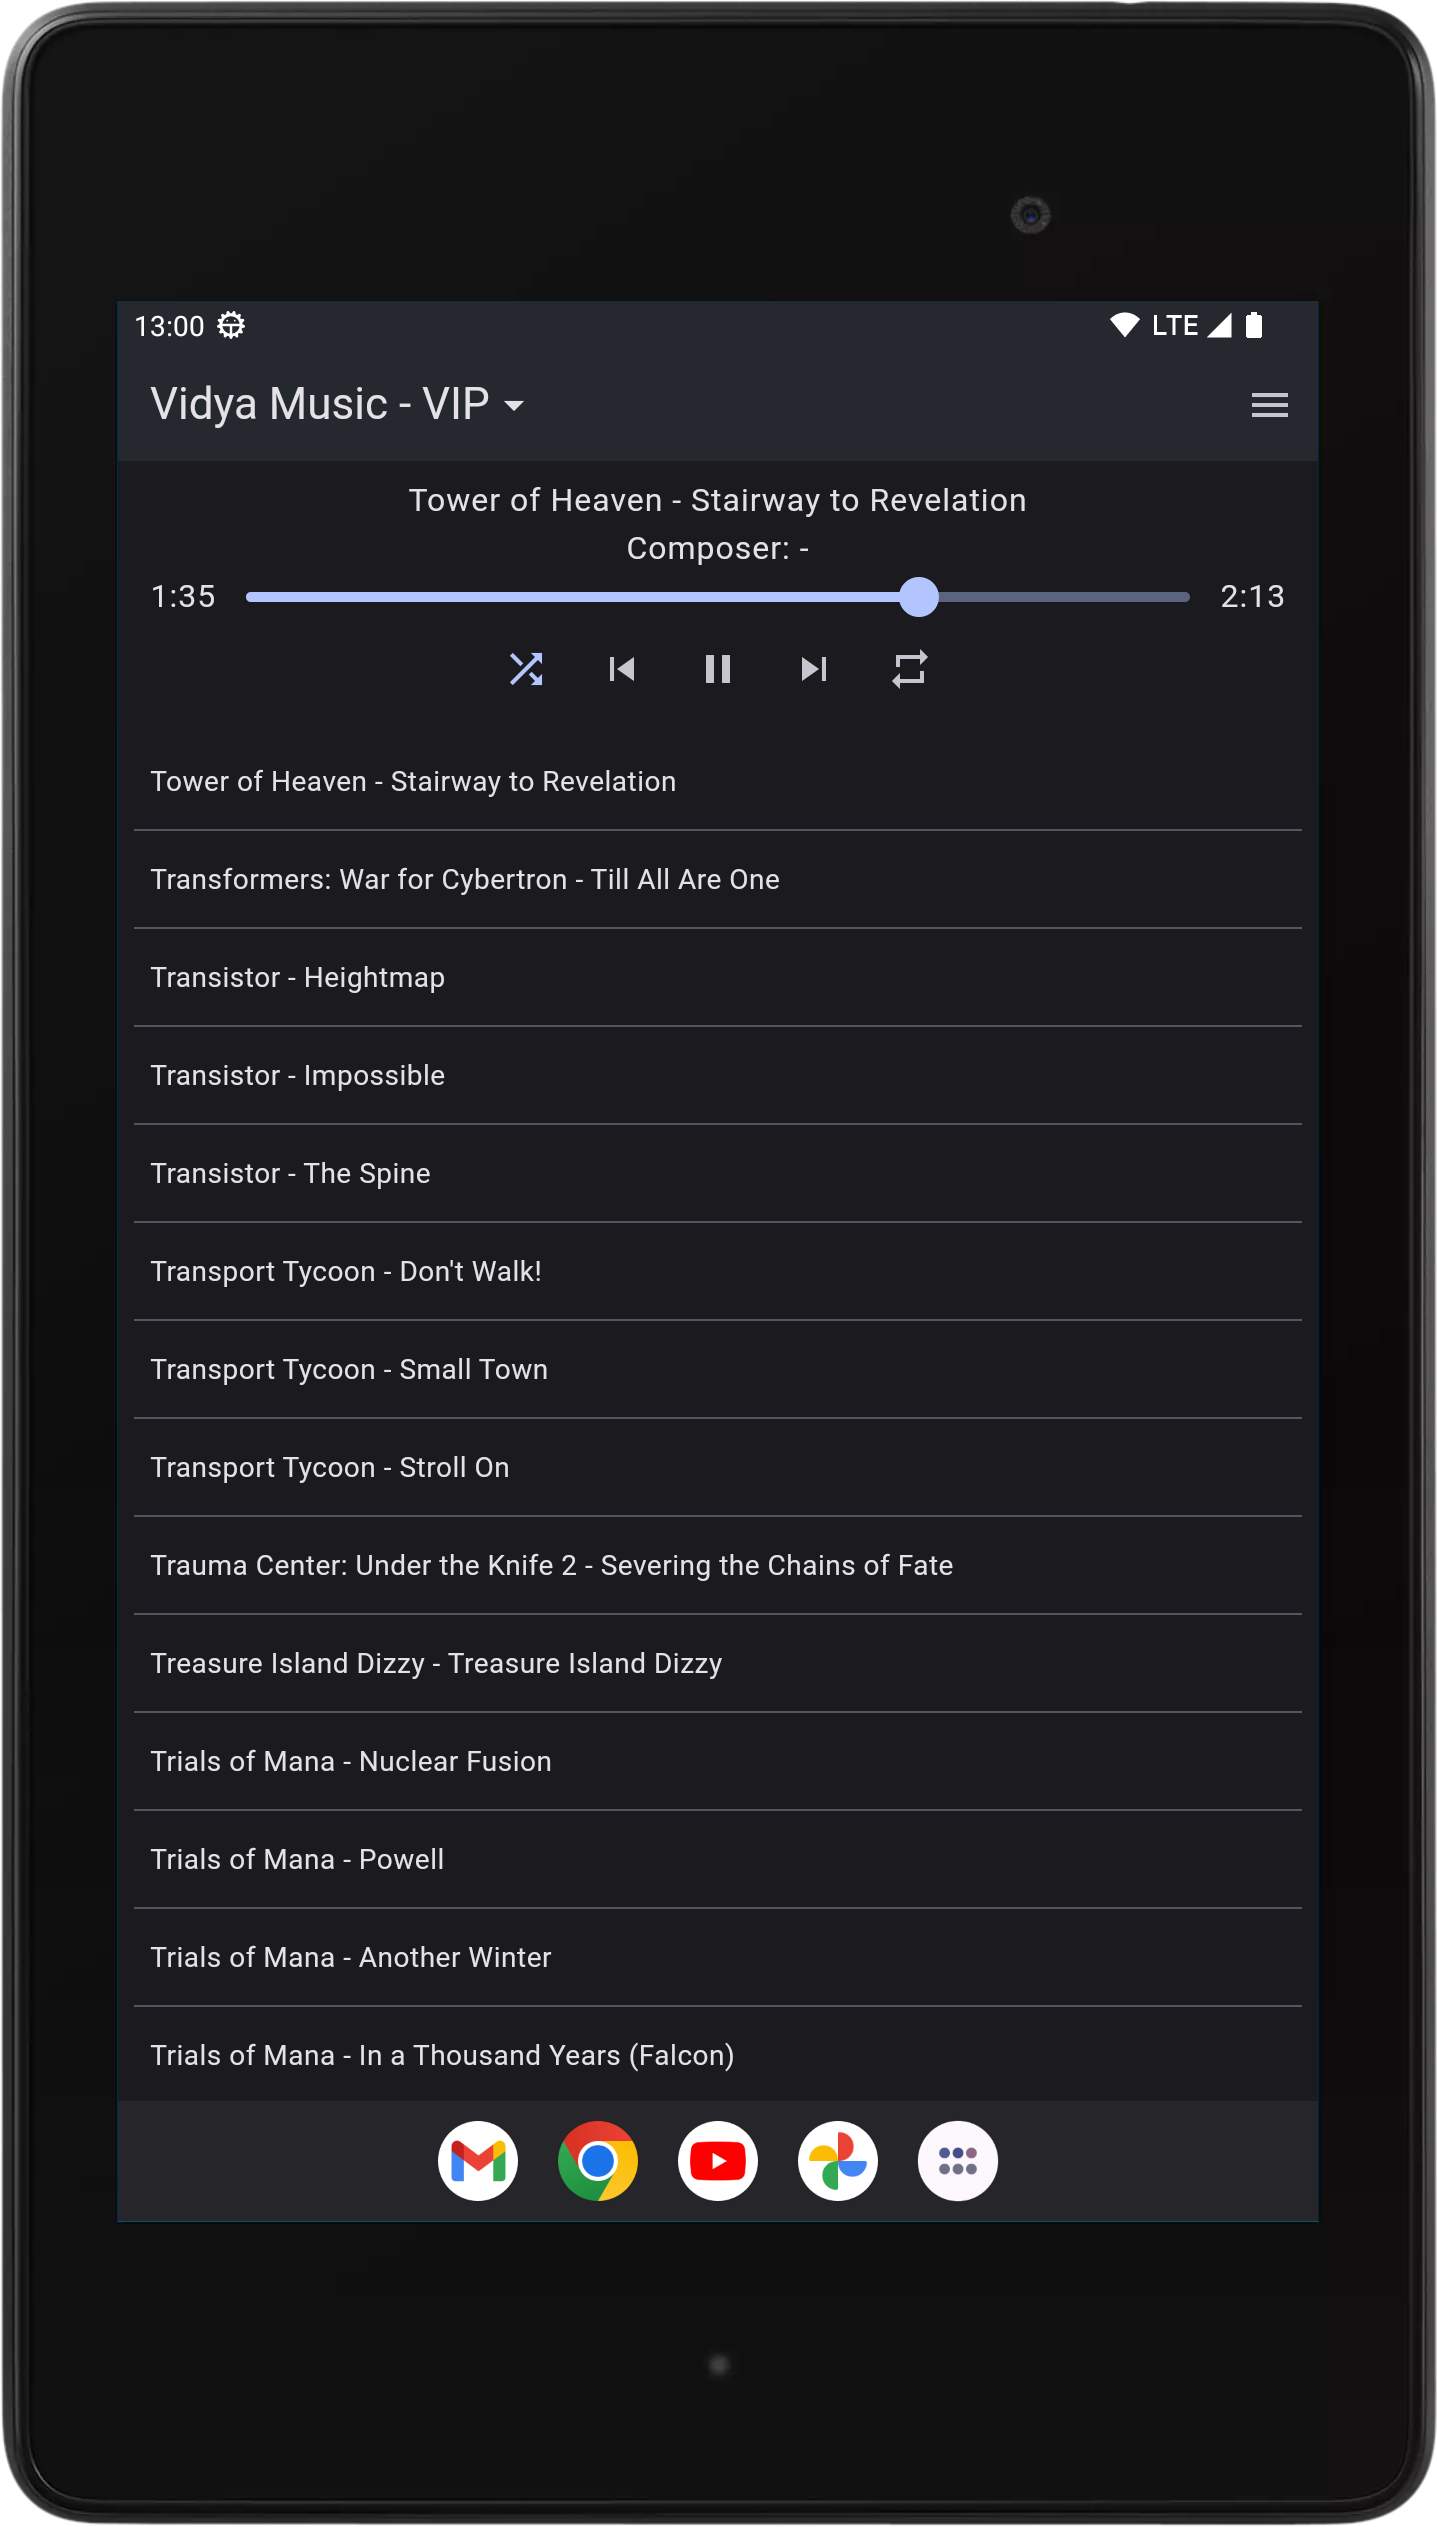 13:00 LTE
Vidya Music - VIP
Tower of Heaven - Stairway to Revelation
Composer: -
1:35 2:13
Tower of Heaven - Stairway to Revelation
Transformers: War for Cybertron - Till All Are One
Transistor - Heightmap
Transistor - Impossible
Transistor - The Spine
Transport Tycoon - Don't Walk!
Transport Tycoon - Small Town
Transport Tycoon - Stroll On
Trauma Center: Under the Knife 2 - Severing the Chains of Fate
Treasure Island Dizzy - Treasure Island Dizzy
Trials of Mana - Nuclear Fusion
Trials of Mana - Powell
Trials of Mana - Another Winter
Trials of Mana - In a Thousand Years (Falcon)